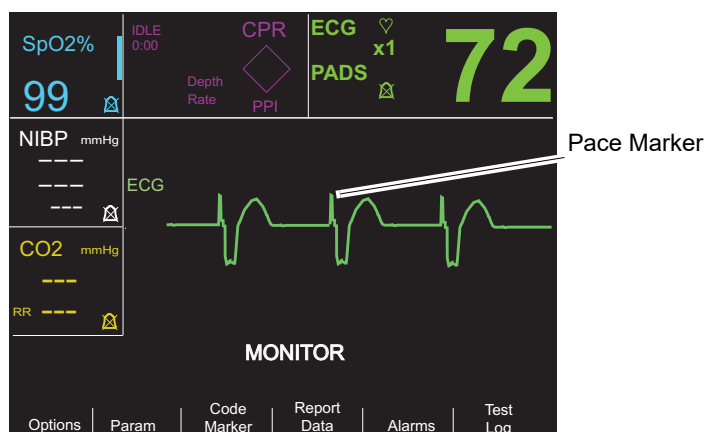 SpO2%
99
IDLE
0:00
CPR
Depth
Rate
PPI
ECG
x1
PADS
72
NIBP mmHg
---
---
---
ECG
Pace Marker
CO2 mmHg
---
RR ---
MONITOR
Options
Param
Code
Marker
Report
Data
Alarms
Test
Log